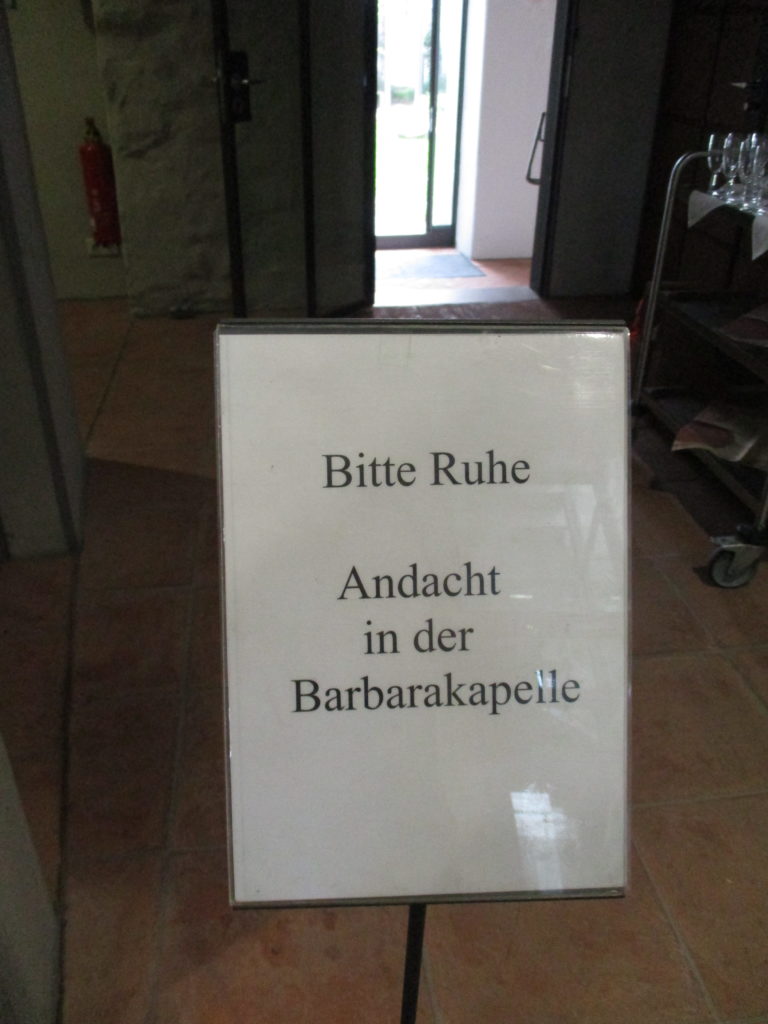 Bitte Ruhe
Andacht
in der
Barbarakapelle